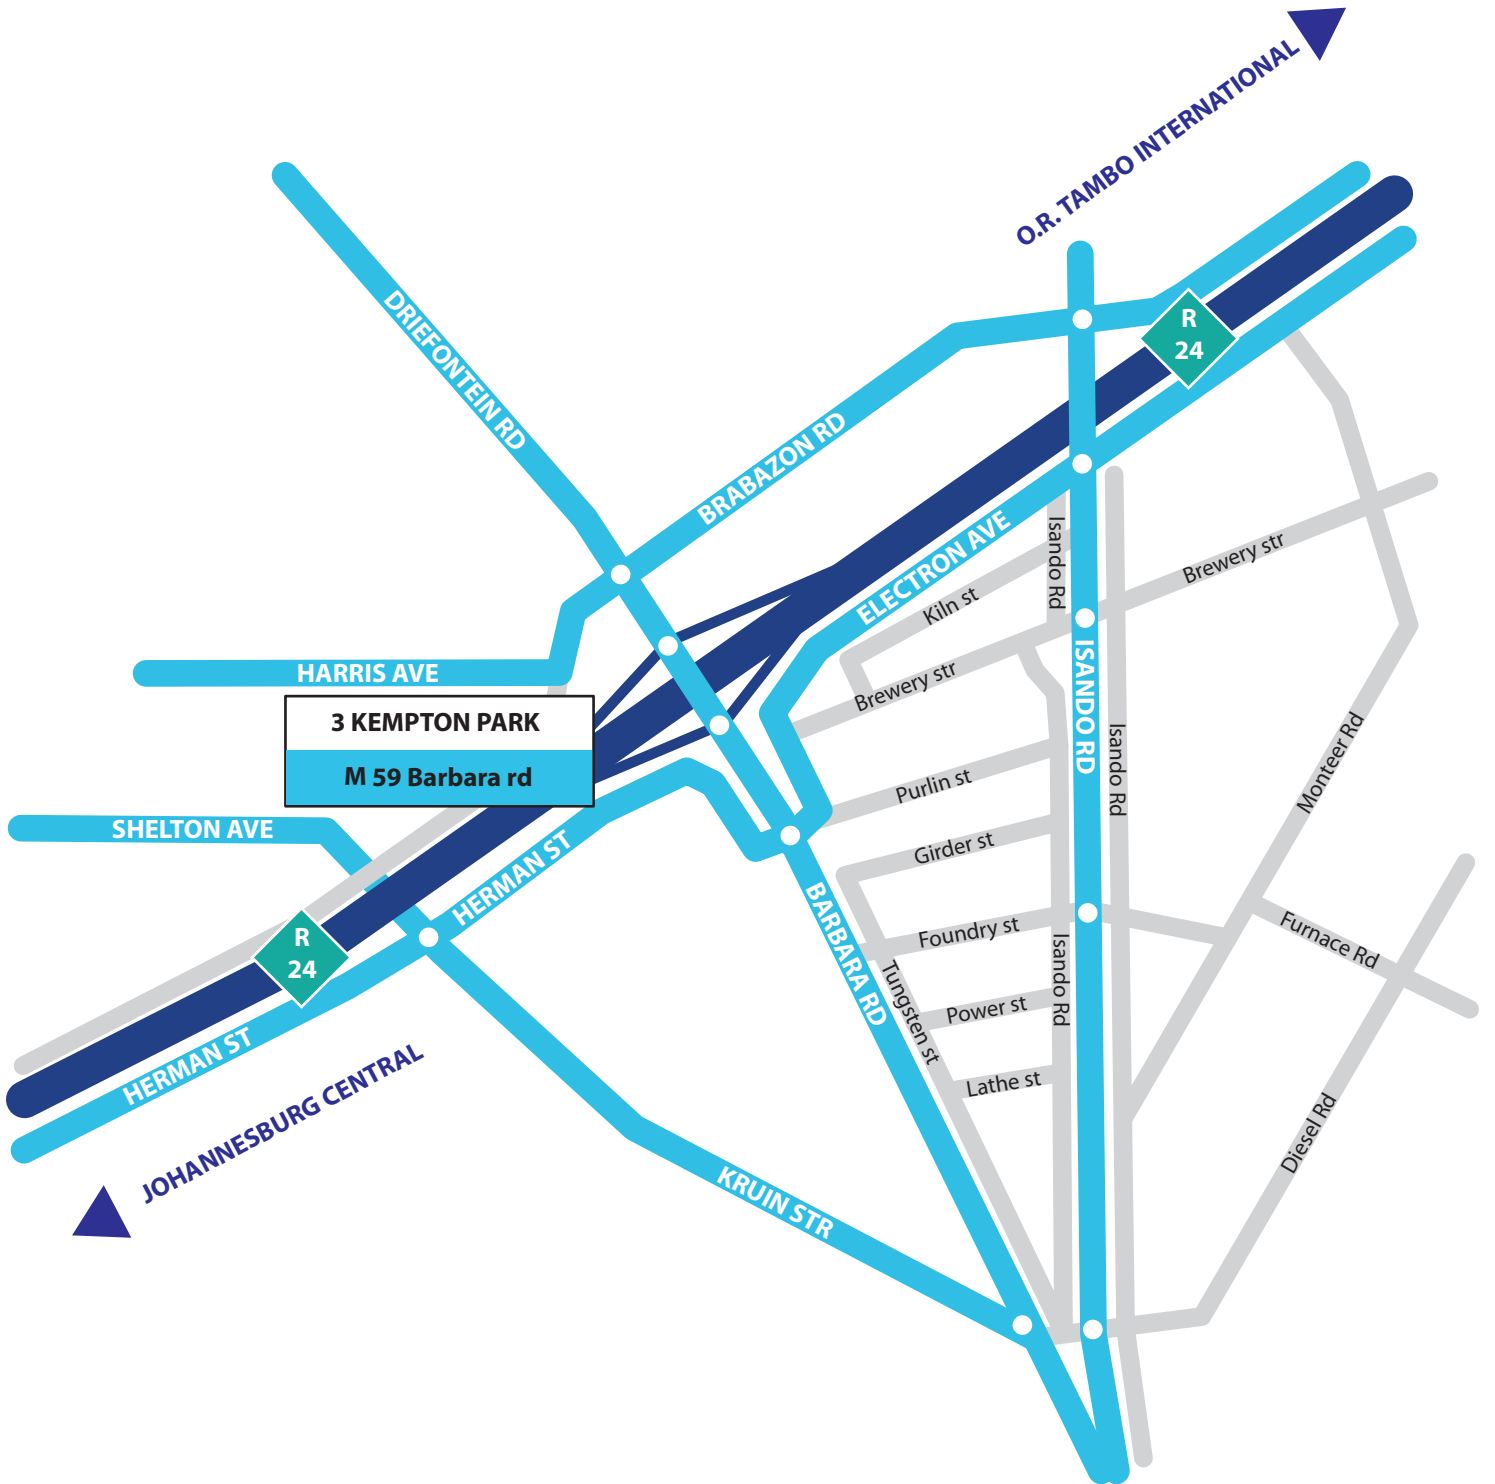 O.R. TAMBO INTERNATIONAL
DRIEFONTEIN RD
R
24
BRABAZON RD
ELECTRON AVE
Isando Rd
Brewery str
Kiln st
HARRIS AVE
Brewery str
ISANDO RD
3 KEMPTON PARK
M 59 Barbara rd
Isando Rd
Monteer Rd
Purlin st
SHELTON AVE
Girder st
HERMAN ST
BARBARA RD
Foundry st
Furnace Rd
R
24
Isando Rd
Tungsten st
Power st
HERMAN ST
Lathe st
JOHANNESBURG CENTRAL
Diesel Rd
KRUIN STR